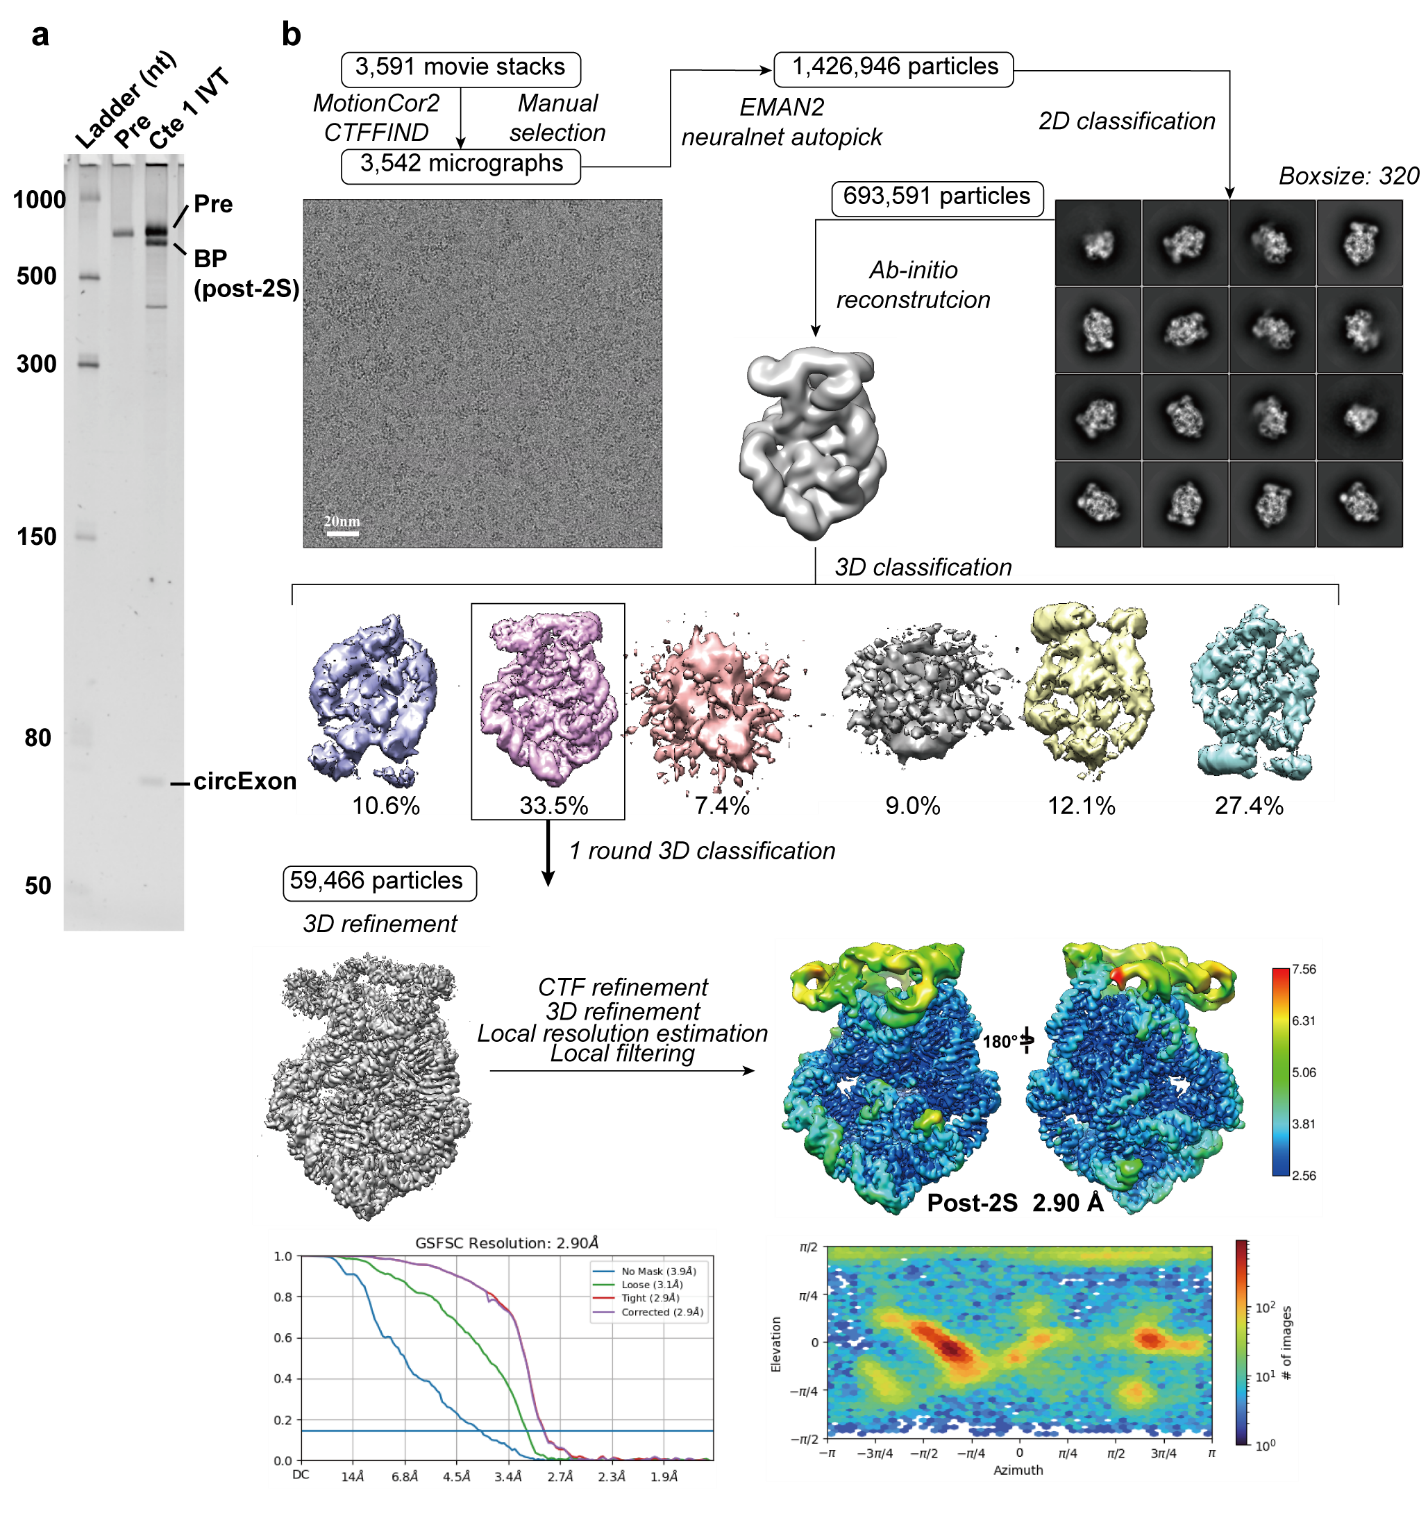 a
Ladder (nt)
Pre
Cte 1 IVT
1000
500
300
150
80
50
Pre
BP
(post-2S)
circExon
b
3,591 movie stacks
MotionCor2
CTFFIND
Manual
selection
3,542 micrographs
EMAN2
neuralnet autopick
1,426,946 particles
2D classification
Boxsize: 320
693,591 particles
Ab-initio
reconstrutcion
20nm
3D classification
10.6%
33.5%
7.4%
9.0%
12.1%
27.4%
1 round 3D classification
59,466 particles
3D refinement
CTF refinement
3D refinement
Local resolution estimation
Local filtering
180°
7.56
6.31
5.06
3.81
2.56
Post-2S 2.90 Å
GSFSC Resolution: 2.90Å
1.0
0.8
0.6
0.4
0.2
0.0
No Mask (3.9Å)
Loose (3.1Å)
Tight (2.9Å)
Corrected (2.9Å)
DC
14Å
6.8Å
4.5Å
3.4Å
2.7Å
2.3Å
1.9Å
Elevation
π/2
π/4
0
−π/4
−π/2
−π
−3π/4
−π/2
−π/4
0
π/4
π/2
3π/4
π
Azimuth
10²
10¹
10⁰
# of images